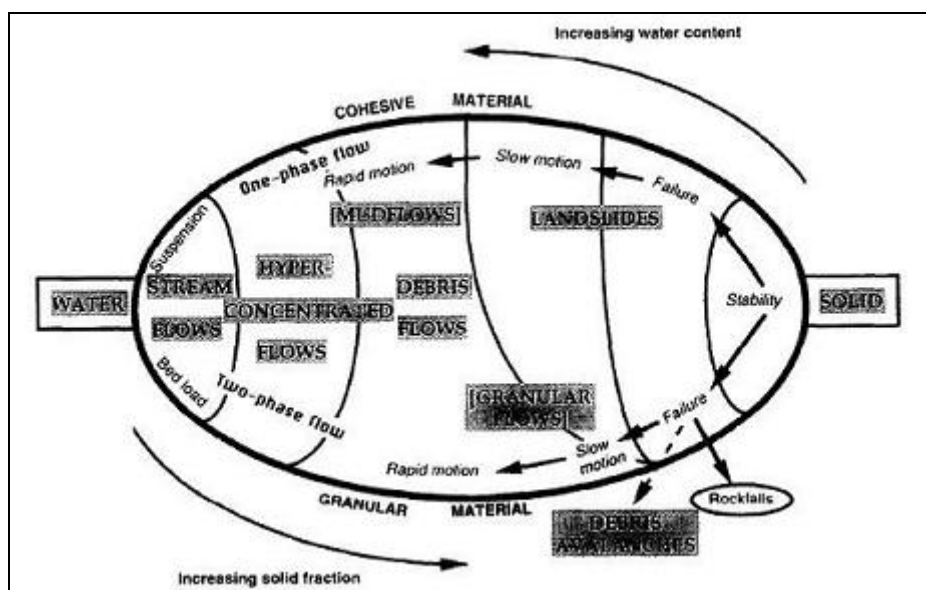 Increasing water content
COHESIVE MATERIAL
One-phase flow
Rapid motion
Slow motion
Failure
[MUDFLOWS]
LANDSLIDES
Suspension
STREAM
FLOWS
HYPER-
CONCENTRATED
FLOWS
DEBRIS
FLOWS
WATER
Stability
SOLID
Bed load
Two-phase flow
[GRANULAR
FLOWS]
Failure
Slow
motion
Rapid motion
GRANULAR MATERIAL
Rockfalls
DEBRIS
AVALANCHES
Increasing solid fraction